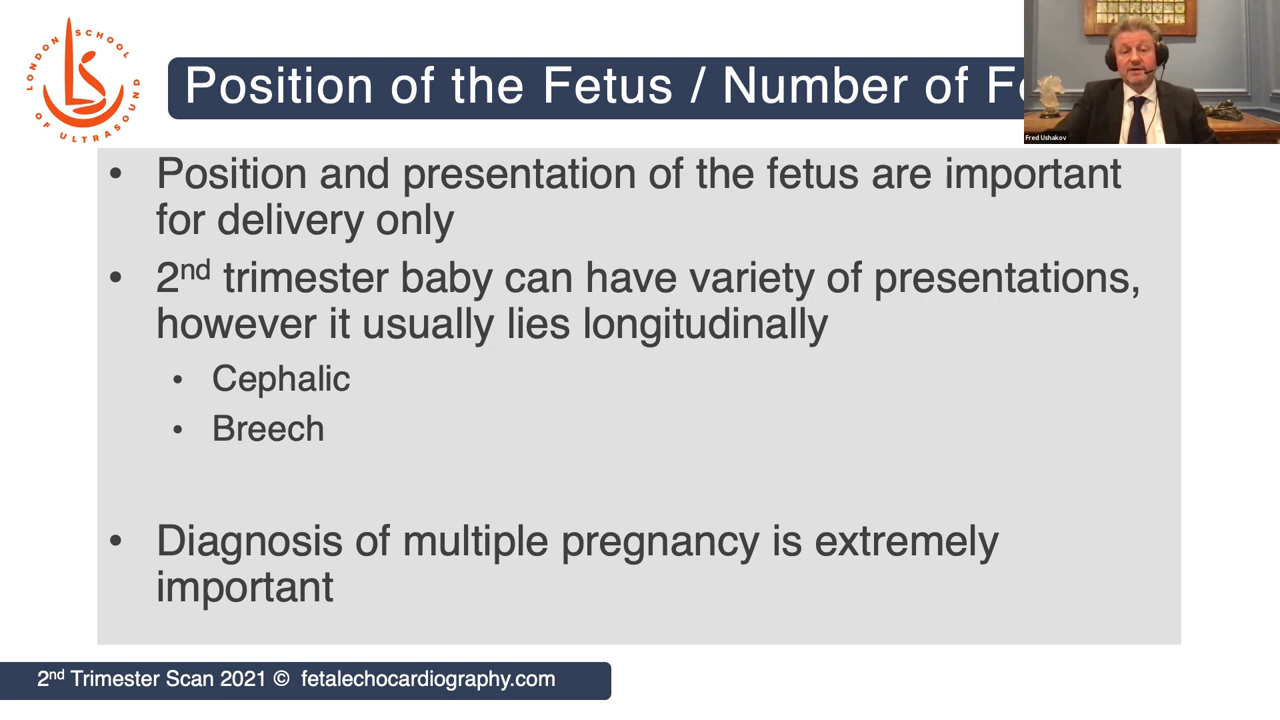 LONDON SCHOOL
OF ULTRASOUND
Position of the Fetus / Number of
Fred Ushakov
• Position and presentation of the fetus are important
for delivery only
• 2nd trimester baby can have variety of presentations,
however it usually lies longitudinally
• Cephalic
• Breech
• Diagnosis of multiple pregnancy is extremely
important
2nd Trimester Scan 2021 © fetalechocardiography.com